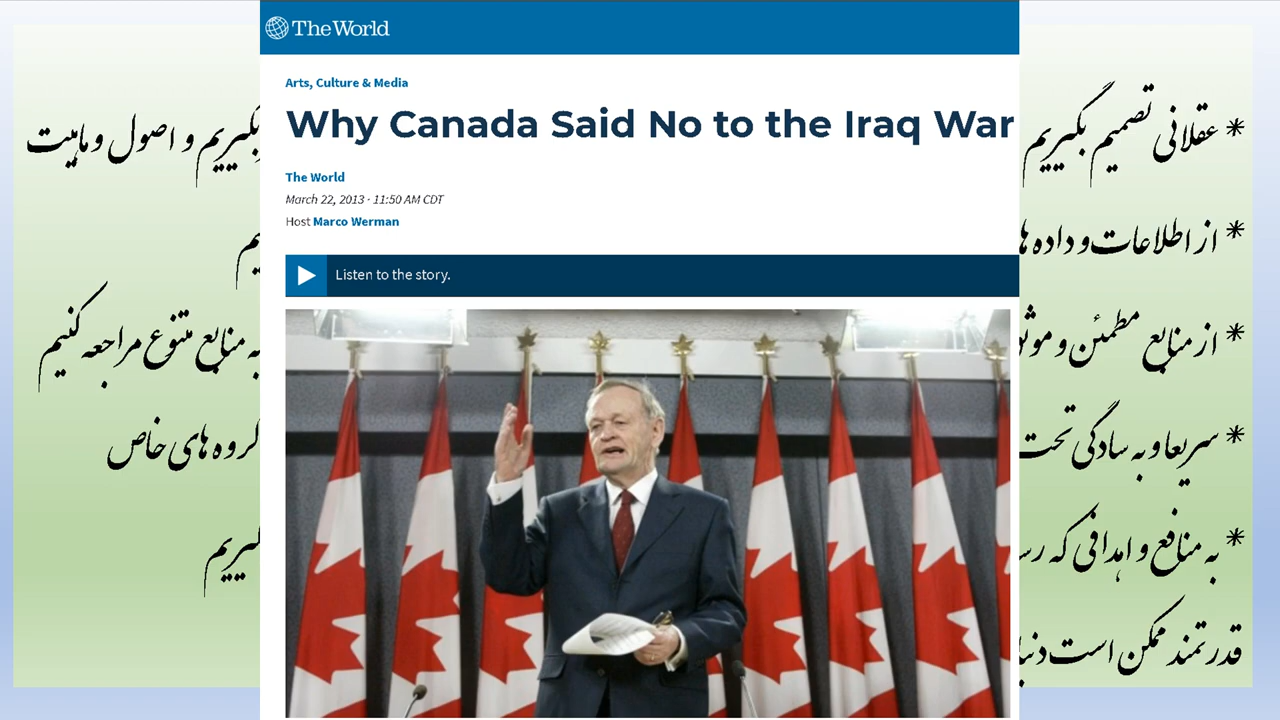 The World
Arts, Culture & Media
Why Canada Said No to the Iraq War
The World
March 22, 2013 · 11:50 AM CDT
Host Marco Werman
Listen to the story.
* عقلانی تصمیم بگیریم
بگیریم و اصول و ماهیت
* از اطلاعات و داده ها
یم
* از منابع مطمئن و موثق
به منابع متنوع مراجعه کنیم
* سریعا و به سادگی تحت
گروه های خاص
* به منافع و اهدافی که
گیریم
قدرتمند ممکن است